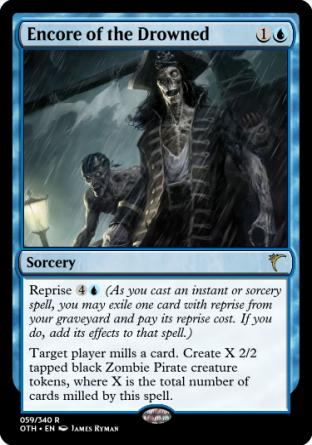 Encore of the Drowned 1
Sorcery
Reprise 4 (As you cast an instant or sorcery
spell, you may exile one card with reprise from
your graveyard and pay its reprise cost. If you
do, add its effects to that spell.)
Target player mills a card. Create X 2/2
tapped black Zombie Pirate creature
tokens, where X is the total number of
cards milled by this spell.
059/340 R
OTH • EN James Ryman